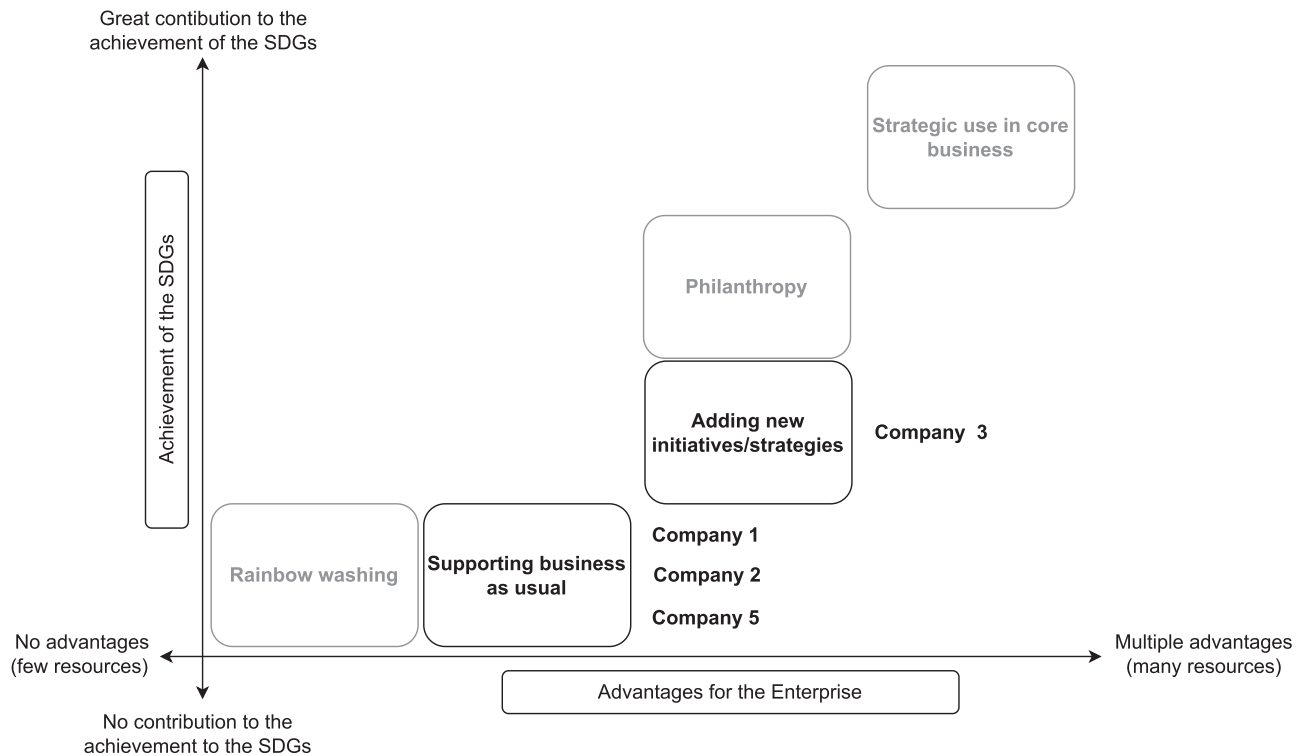 Great contibution to the
achievement of the SDGs
Strategic use in core
business
Achievement of the SDGs
Philanthropy
Adding new
initiatives/strategies
Company 3
Rainbow washing
Supporting business
as usual
Company 1
Company 2
Company 5
No advantages
(few resources)
Multiple advantages
(many resources)
Advantages for the Enterprise
No contribution to the
achievement to the SDGs